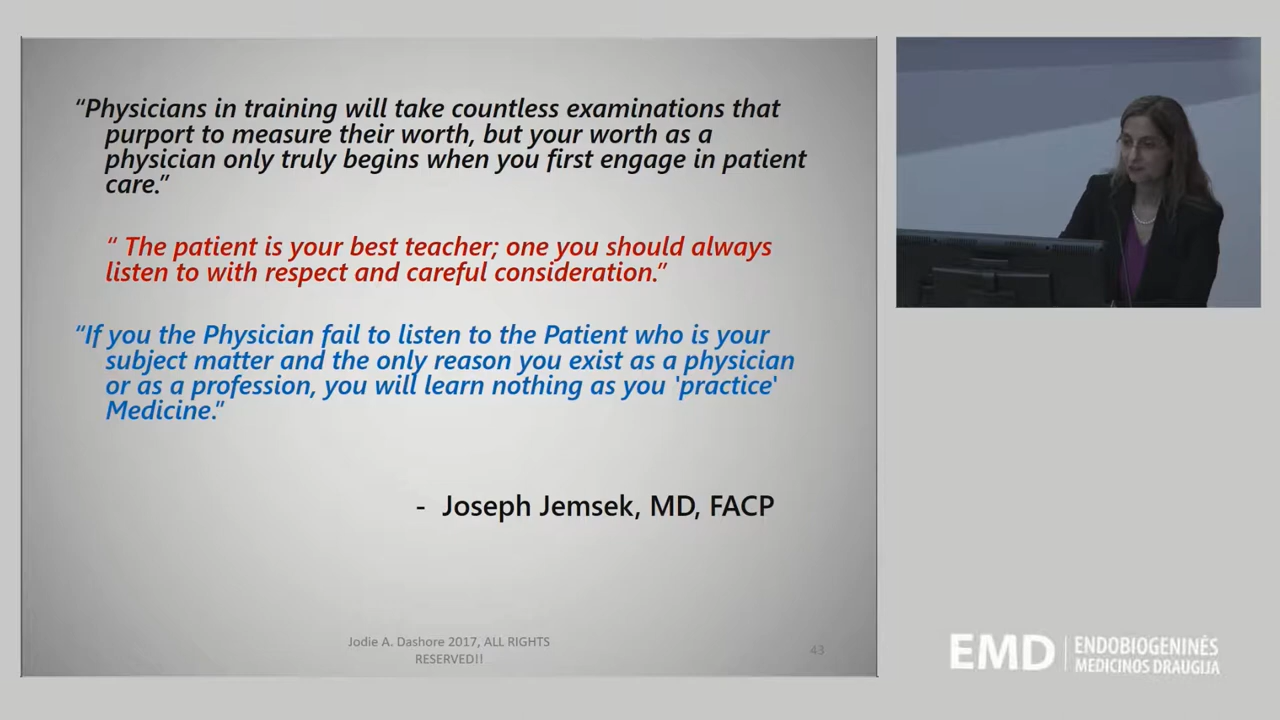 “Physicians in training will take countless examinations that
purport to measure their worth, but your worth as a
physician only truly begins when you first engage in patient
care.”
“ The patient is your best teacher; one you should always
listen to with respect and careful consideration.”
“If you the Physician fail to listen to the Patient who is your
subject matter and the only reason you exist as a physician
or as a profession, you will learn nothing as you 'practice'
Medicine.”
- Joseph Jemsek, MD, FACP
Jodie A. Dashore 2017, ALL RIGHTS
RESERVED!!
43
EMD
ENDOBIOGENINĖS
MEDICINOS DRAUGIJA